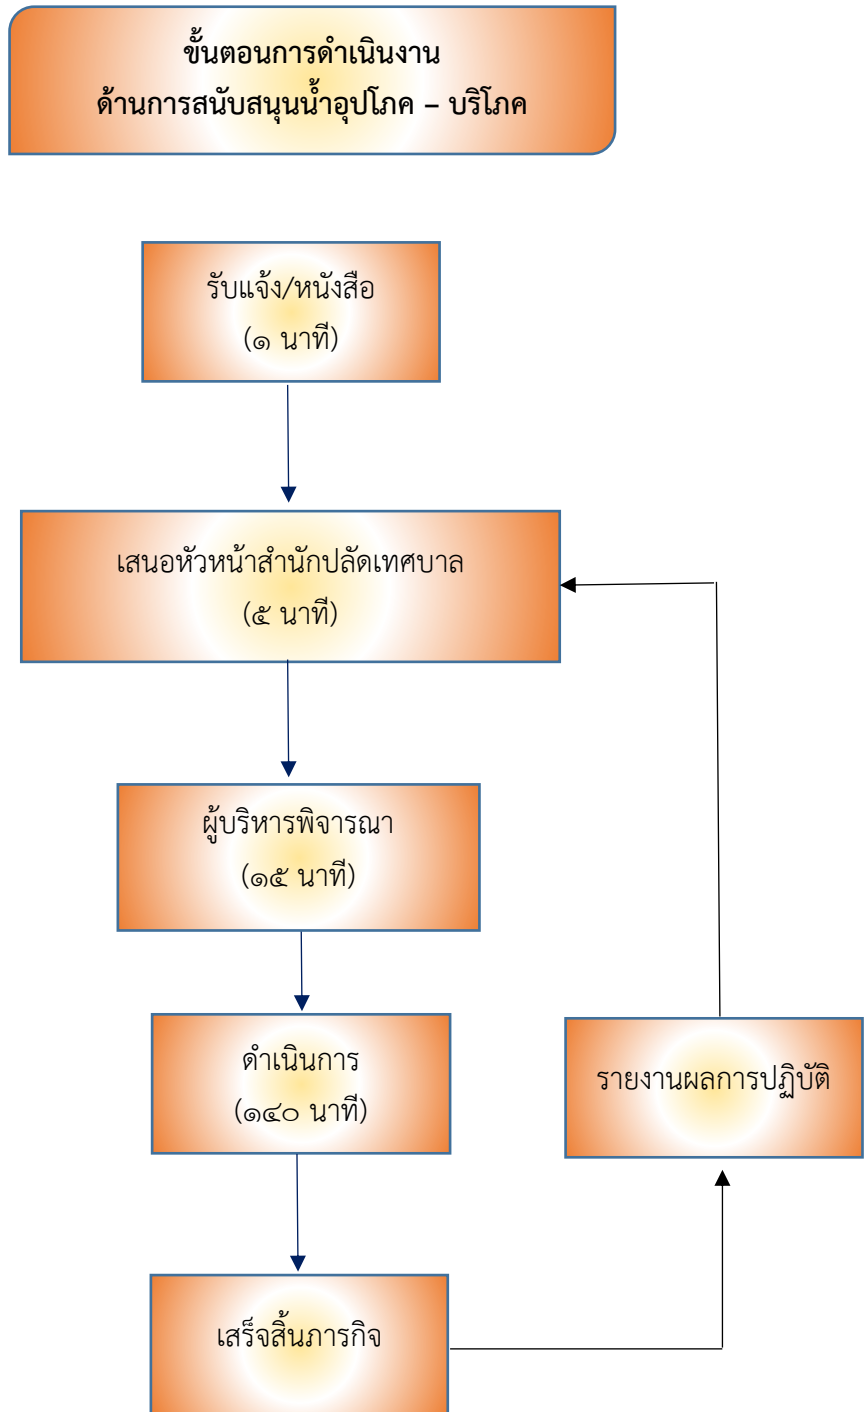 ขั้นตอนการดำเนินงาน
ด้านการสนับสนุนน้ำอุปโภค – บริโภค
รับแจ้ง/หนังสือ
(๑ นาที)
เสนอหัวหน้าสำนักปลัดเทศบาล
(๕ นาที)
ผู้บริหารพิจารณา
(๑๕ นาที)
ดำเนินการ
(๑๔๐ นาที)
รายงานผลการปฏิบัติ
เสร็จสิ้นภารกิจ